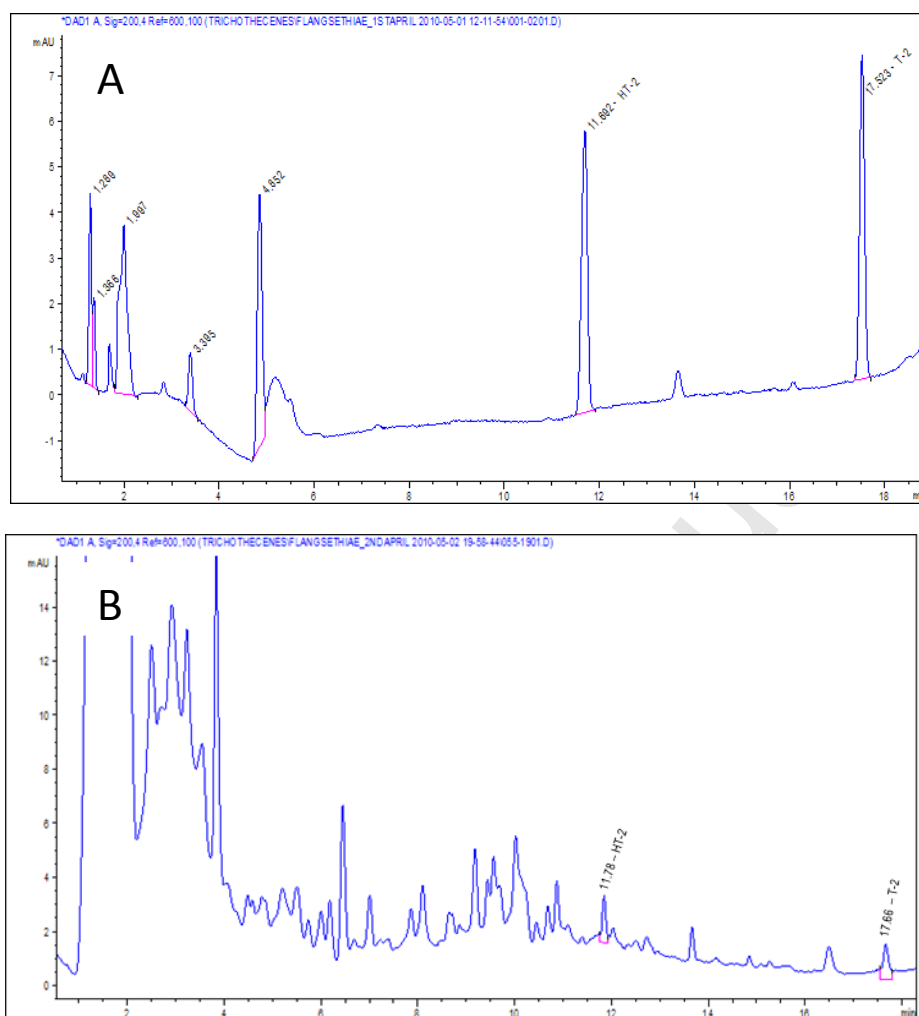 *DAD1 A, Sig=200,4 Ref=600,100 (TRICHOTHECENES\FLANGSETHIAE_1STAPRIL 2010-05-01 12-11-54\001-0201.D)
mAU
A
7
6
5
4
3
2
1
0
-1
1.366
1.997
3.395
4.852
11.692 - HT-2
17.523 - T-2
2 4 6 8 10 12 14 16 18
*DAD1 A, Sig=200,4 Ref=600,100 (TRICHOTHECENES\FLANGSETHIAE_2NDAPRIL 2010-05-02 19-58-44\055-1901.D)
mAU
B
14
12
10
8
6
4
2
0
11.78 – HT-2
17.66 – T-2
2 4 6 8 10 12 14 16
min